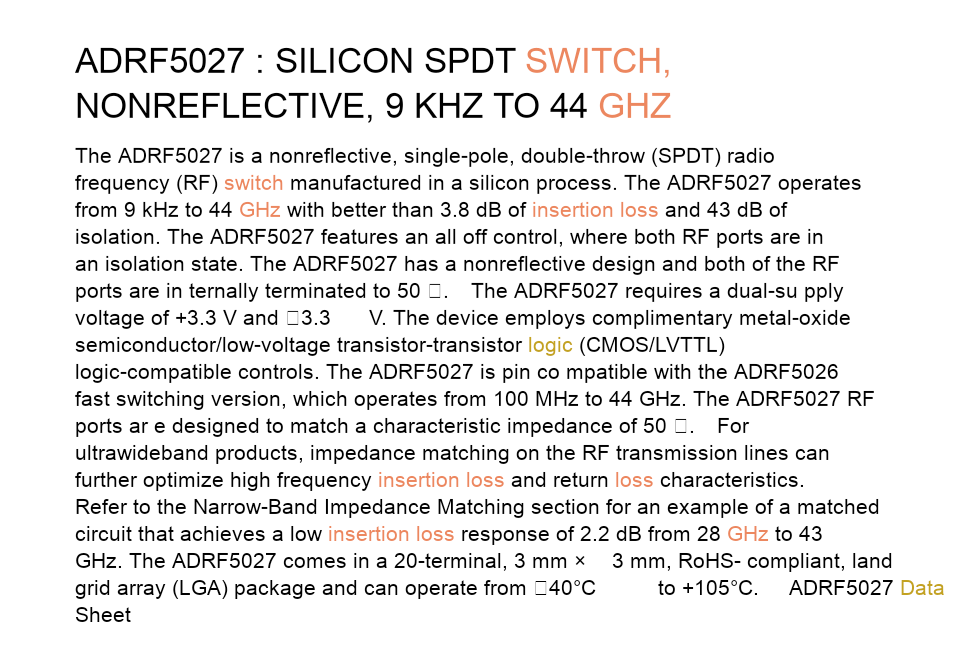 ADRF5027 : SILICON SPDT SWITCH,
NONREFLECTIVE, 9 KHZ TO 44 GHZ
The ADRF5027 is a nonreflective, single-pole, double-throw (SPDT) radio
frequency (RF) switch manufactured in a silicon process. The ADRF5027 operates
from 9 kHz to 44 GHz with better than 3.8 dB of insertion loss and 43 dB of
isolation. The ADRF5027 features an all off control, where both RF ports are in
an isolation state. The ADRF5027 has a nonreflective design and both of the RF
ports are in ternally terminated to 50 □. The ADRF5027 requires a dual-su pply
voltage of +3.3 V and □3.3 V. The device employs complimentary metal-oxide
semiconductor/low-voltage transistor-transistor logic (CMOS/LVTTL)
logic-compatible controls. The ADRF5027 is pin co mpatible with the ADRF5026
fast switching version, which operates from 100 MHz to 44 GHz. The ADRF5027 RF
ports ar e designed to match a characteristic impedance of 50 □. For
ultrawideband products, impedance matching on the RF transmission lines can
further optimize high frequency insertion loss and return loss characteristics.
Refer to the Narrow-Band Impedance Matching section for an example of a matched
circuit that achieves a low insertion loss response of 2.2 dB from 28 GHz to 43
GHz. The ADRF5027 comes in a 20-terminal, 3 mm × 3 mm, RoHS- compliant, land
grid array (LGA) package and can operate from □40°C to +105°C. ADRF5027 Data
Sheet